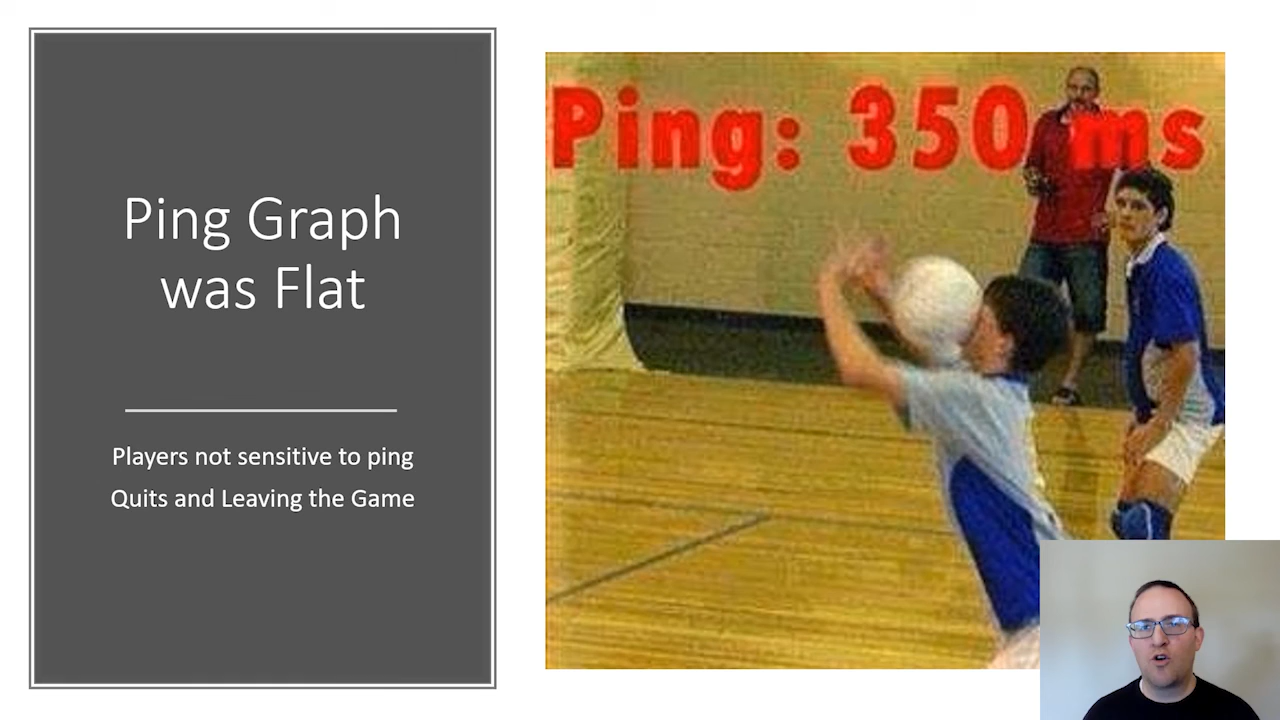 Ping Graph
was Flat
Players not sensitive to ping
Quits and Leaving the Game
Ping: 350 ms